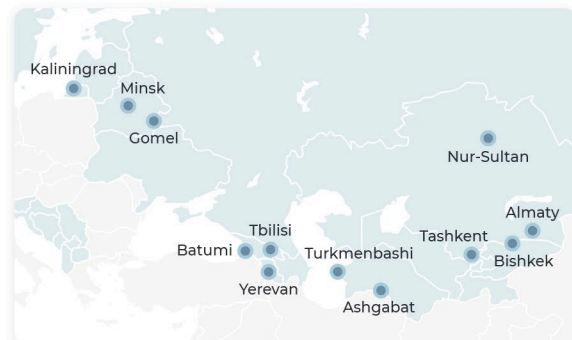 Kaliningrad
Minsk
Gomel
Nur-Sultan
Almaty
Tbilisi
Tashkent
Batumi
Turkmenbashi
Bishkek
Yerevan
Ashgabat